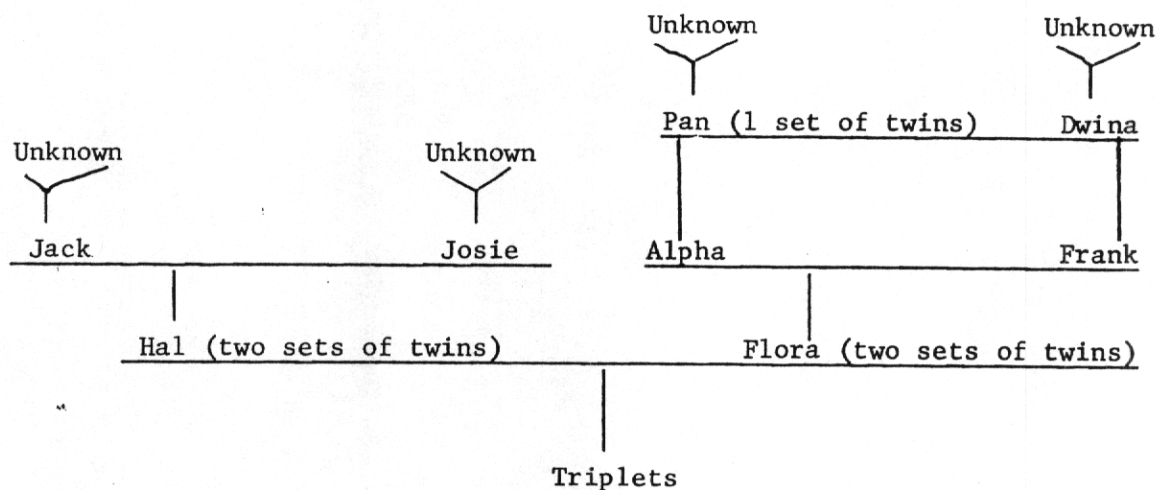 Unknown Unknown
Pan (1 set of twins) Dwina
Unknown Unknown
Jack Josie Alpha Frank
Hal (two sets of twins) Flora (two sets of twins)
Triplets